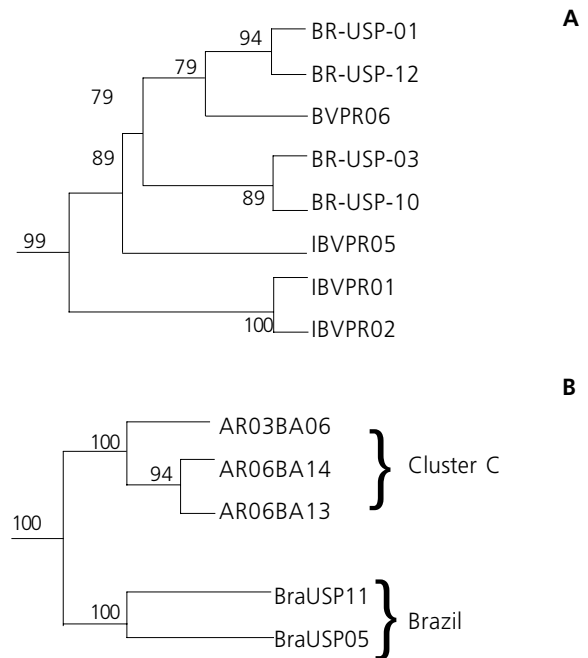 A
94
BR-USP-01
79
BR-USP-12
79
BVPR06
89
BR-USP-03
89
BR-USP-10
99
IBVPR05
IBVPR01
100
IBVPR02
B
100
AR03BA06
94
AR06BA14
Cluster C
100
AR06BA13
100
BraUSP11
Brazil
BraUSP05